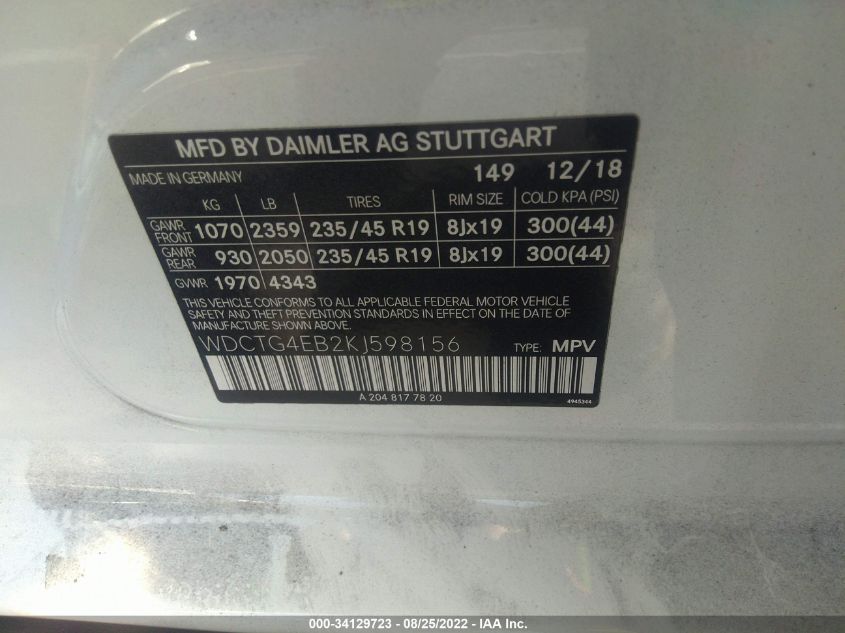 MFD BY DAIMLER AG STUTTGART
MADE IN GERMANY 149 12/18
KG LB TIRES RIM SIZE COLD KPA (PSI)
GAWR FRONT 1070 2359 235/45 R19 8Jx19 300(44)
GAWR REAR 930 2050 235/45 R19 8Jx19 300(44)
GVWR 1970 4343
THIS VEHICLE CONFORMS TO ALL APPLICABLE FEDERAL MOTOR VEHICLE
SAFETY AND THEFT PREVENTION STANDARDS IN EFFECT ON THE DATE OF
MANUFACTURE SHOWN ABOVE.
WDCTG4EB2KJ598156 TYPE: MPV
A 204 817 78 20 4945344
000-34129723 - 08/25/2022 - IAA Inc.